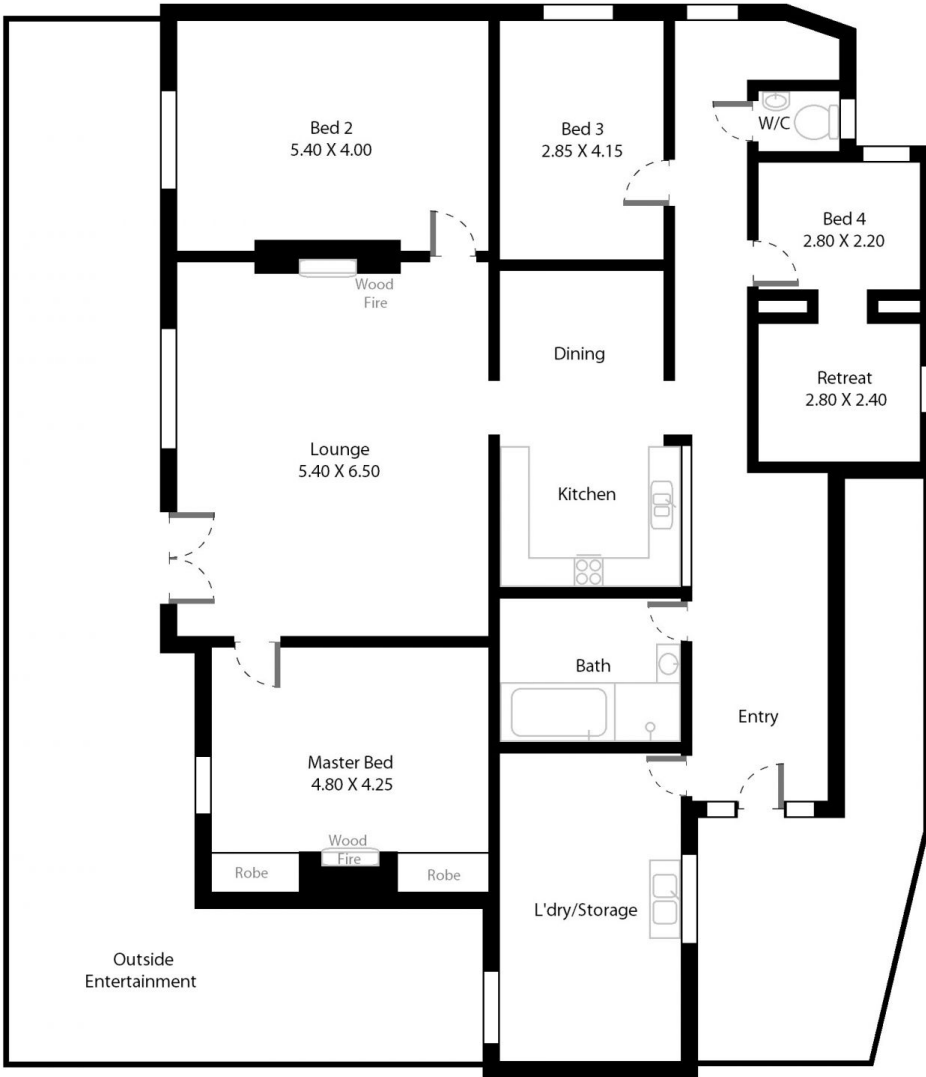 Bed 2
5.40 X 4.00
Bed 3
2.85 X 4.15
W/C
Bed 4
2.80 X 2.20
Wood
Fire
Dining
Retreat
2.80 X 2.40
Lounge
5.40 X 6.50
Kitchen
Bath
Entry
Master Bed
4.80 X 4.25
Wood
Fire
Robe
Robe
L'dry/Storage
Outside
Entertainment